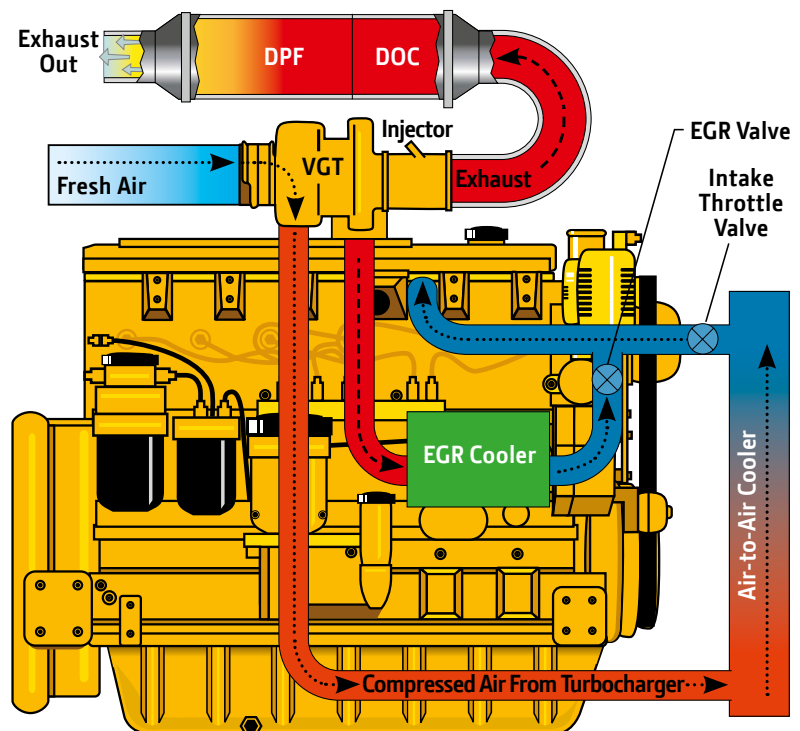 Exhaust
Out
DPF
DOC
Injector
EGR Valve
VGT
Fresh Air
Exhaust
Intake
Throttle
Valve
EGR Cooler
Air-to-Air Cooler
Compressed Air From Turbocharger